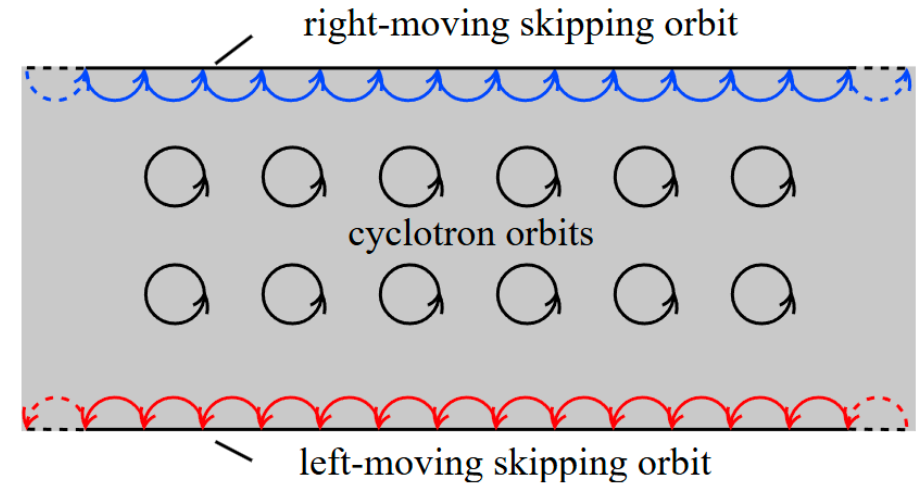 right-moving skipping orbit
cyclotron orbits
left-moving skipping orbit